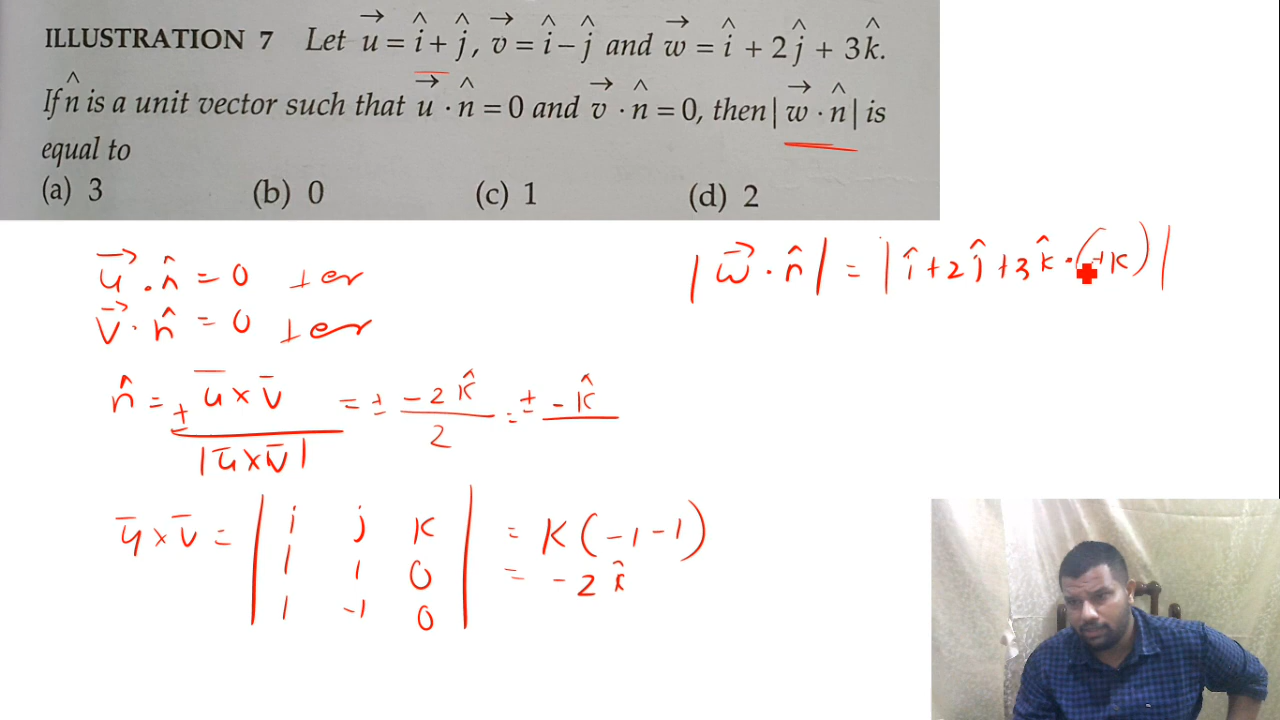 ILLUSTRATION 7 Let u⃗ = î + ĵ, v⃗ = î − ĵ and w⃗ = î + 2ĵ + 3k̂.
If n̂ is a unit vector such that u⃗ · n̂ = 0 and v⃗ · n̂ = 0, then | w⃗ · n̂ | is
equal to
(a) 3 (b) 0 (c) 1 (d) 2
u⃗ . n̂ = 0 ⊥er
v⃗ . n̂ = 0 ⊥er
n̂ = ± ū × v̄ / |ū × v̄| = ± −2k̂ / 2 = ± −k̂
ū × v̄ = | i j k | = k(−1−1)
| 1 1 0 | = −2k̂
| 1 −1 0 |
| w⃗ . n̂ | = | î + 2ĵ + 3k̂ · ( k) |